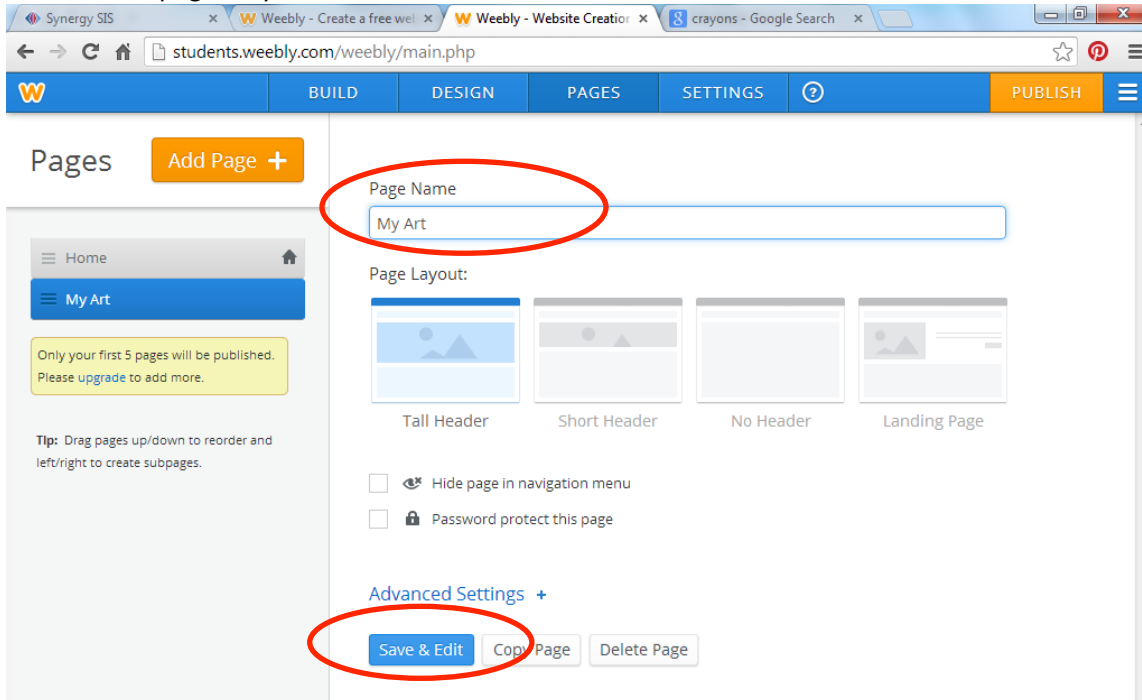 Synergy SIS
Weebly - Create a free wel
Weebly - Website Creation
crayons - Google Search
students.weebly.com/weebly/main.php
BUILD
DESIGN
PAGES
SETTINGS
PUBLISH
Pages
Add Page +
Home
My Art
Only your first 5 pages will be published.
Please upgrade to add more.
Tip: Drag pages up/down to reorder and
left/right to create subpages.
Page Name
My Art
Page Layout:
Tall Header
Short Header
No Header
Landing Page
Hide page in navigation menu
Password protect this page
Advanced Settings +
Save & Edit
Copy Page
Delete Page